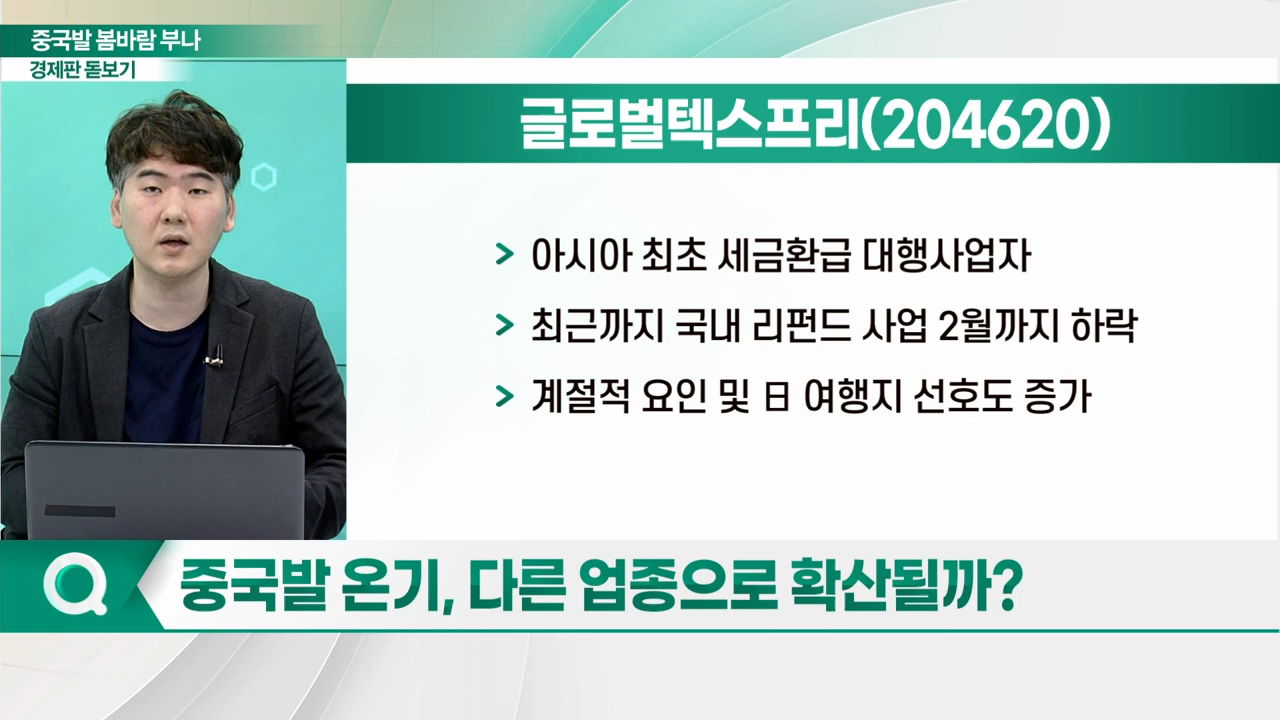 중국발 봄바람 부나
경제판 돋보기
글로벌텍스프리(204620)
> 아시아 최초 세금환급 대행사업자
> 최근까지 국내 리펀드 사업 2월까지 하락
> 계절적 요인 및 日 여행지 선호도 증가
중국발 온기, 다른 업종으로 확산될까?